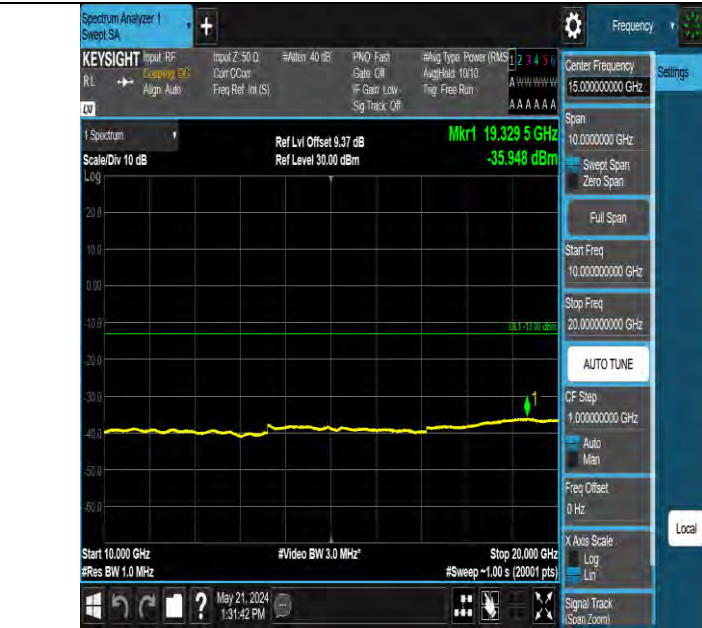 Spectrum Analyzer 1
Swept SA
Frequency
KEYSIGHT
RL
LXI
Input: RF
Coupling: DC
Align: Auto
Input Z: 50 Ω
Corr CCorr
Freq Ref: Int (S)
#Atten: 40 dB
PNO: Fast
Gate: Off
IF Gain: Low
Sig Track: Off
#Avg Type: Power (RMS
Avg|Hold: 10/10
Trig: Free Run
1 2 3 4 5 6
A W W W W W
A A A A A A
1 Spectrum
Scale/Div 10 dB
Log
Ref Lvl Offset 9.37 dB
Ref Level 30.00 dBm
Mkr1 19.329 5 GHz
-35.948 dBm
20.0
10.0
0.00
-10.0
DL1 -13.00 dBm
-20.0
-30.0
1
-40.0
-50.0
-60.0
Start 10.000 GHz
#Res BW 1.0 MHz
#Video BW 3.0 MHz*
Stop 20.000 GHz
#Sweep ~1.00 s (20001 pts)
?
May 21, 2024
1:31:42 PM
Center Frequency
15.000000000 GHz
Settings
Span
10.0000000 GHz
Swept Span
Zero Span
Full Span
Start Freq
10.000000000 GHz
Stop Freq
20.000000000 GHz
AUTO TUNE
CF Step
1.000000000 GHz
Auto
Man
Freq Offset
0 Hz
X Axis Scale
Log
Lin
Local
Signal Track
(Span Zoom)